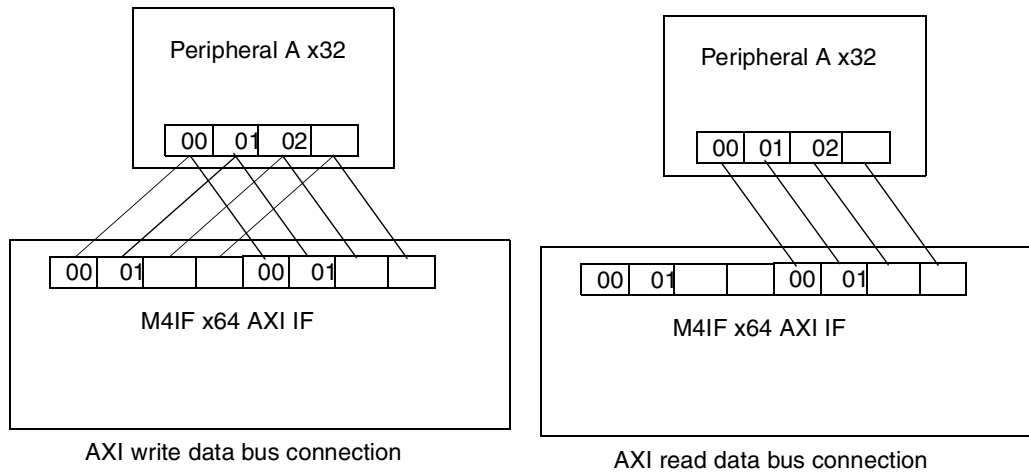 Peripheral A x32
00 01 02
00 01 00 01
M4IF x64 AXI IF
AXI write data bus connection
Peripheral A x32
00 01 02
00 01 00 01
M4IF x64 AXI IF
AXI read data bus connection